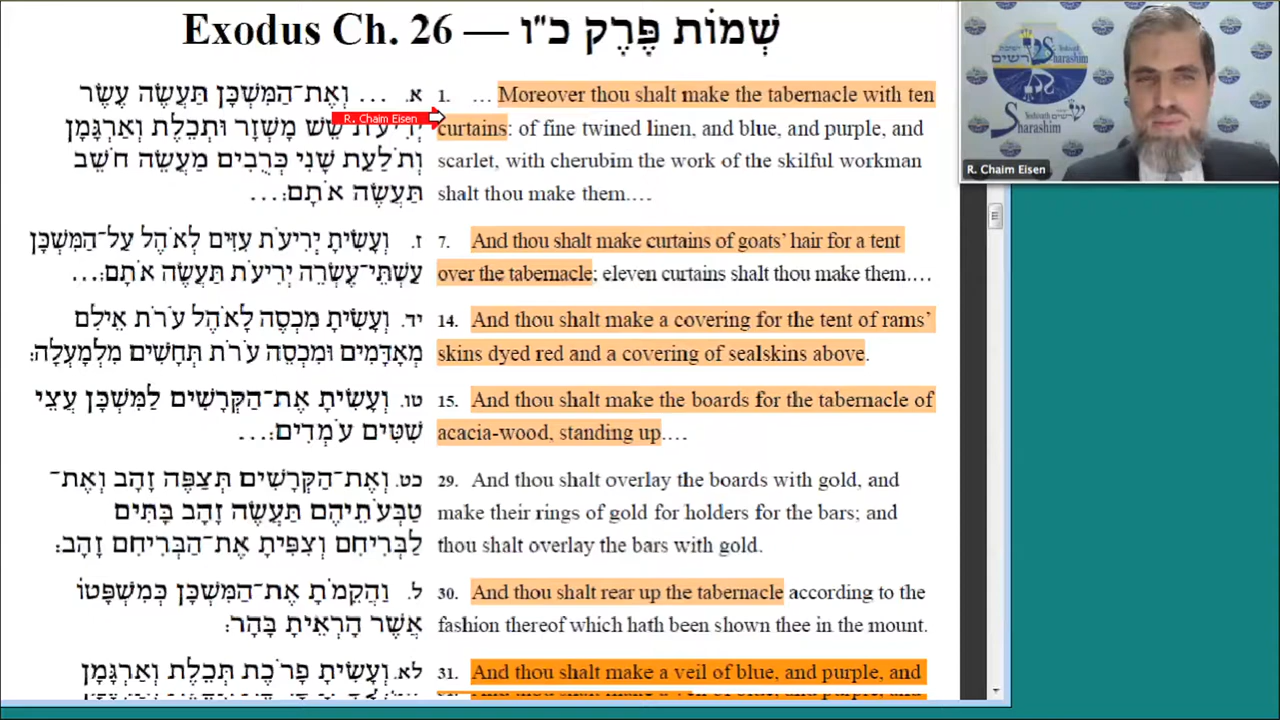 Exodus Ch. 26 — שְׁמוֹת פֶּרֶק כ"ו
א. ... וְאֶת־הַמִּשְׁכָּן תַּעֲשֶׂה עֶשֶׂר
יְרִיעֹת שֵׁשׁ מָשְׁזָר וּתְכֵלֶת וְאַרְגָּמָן
וְתֹלַעַת שָׁנִי כְּרֻבִים מַעֲשֵׂה חֹשֵׁב
תַּעֲשֶׂה אֹתָם:...
1. ... Moreover thou shalt make the tabernacle with ten
curtains: of fine twined linen, and blue, and purple, and
scarlet, with cherubim the work of the skilful workman
shalt thou make them....
R. Chaim Eisen
ז. וְעָשִׂיתָ יְרִיעֹת עִזִּים לְאֹהֶל עַל־הַמִּשְׁכָּן
עַשְׁתֵּי־עֶשְׂרֵה יְרִיעֹת תַּעֲשֶׂה אֹתָם:...
7. And thou shalt make curtains of goats' hair for a tent
over the tabernacle; eleven curtains shalt thou make them....
יד. וְעָשִׂיתָ מִכְסֶה לָאֹהֶל עֹרֹת אֵילִם
מְאָדָּמִים וּמִכְסֵה עֹרֹת תְּחָשִׁים מִלְמָעְלָה:
14. And thou shalt make a covering for the tent of rams'
skins dyed red and a covering of sealskins above.
טו. וְעָשִׂיתָ אֶת־הַקְּרָשִׁים לַמִּשְׁכָּן עֲצֵי
שִׁטִּים עֹמְדִים:...
15. And thou shalt make the boards for the tabernacle of
acacia-wood, standing up....
כט. וְאֶת־הַקְּרָשִׁים תְּצַפֶּה זָהָב וְאֶת־
טַבְּעֹתֵיהֶם תַּעֲשֶׂה זָהָב בָּתִּים
לַבְּרִיחִם וְצִפִּיתָ אֶת־הַבְּרִיחִם זָהָב:
29. And thou shalt overlay the boards with gold, and
make their rings of gold for holders for the bars; and
thou shalt overlay the bars with gold.
ל. וַהֲקֵמֹתָ אֶת־הַמִּשְׁכָּן כְּמִשְׁפָּטוֹ
אֲשֶׁר הָרְאֵיתָ בָּהָר:
30. And thou shalt rear up the tabernacle according to the
fashion thereof which hath been shown thee in the mount.
לא. וְעָשִׂיתָ פָרֹכֶת תְּכֵלֶת וְאַרְגָּמָן
31. And thou shalt make a veil of blue, and purple, and
Yeshivath
Sharashim
שרשים
R. Chaim Eisen